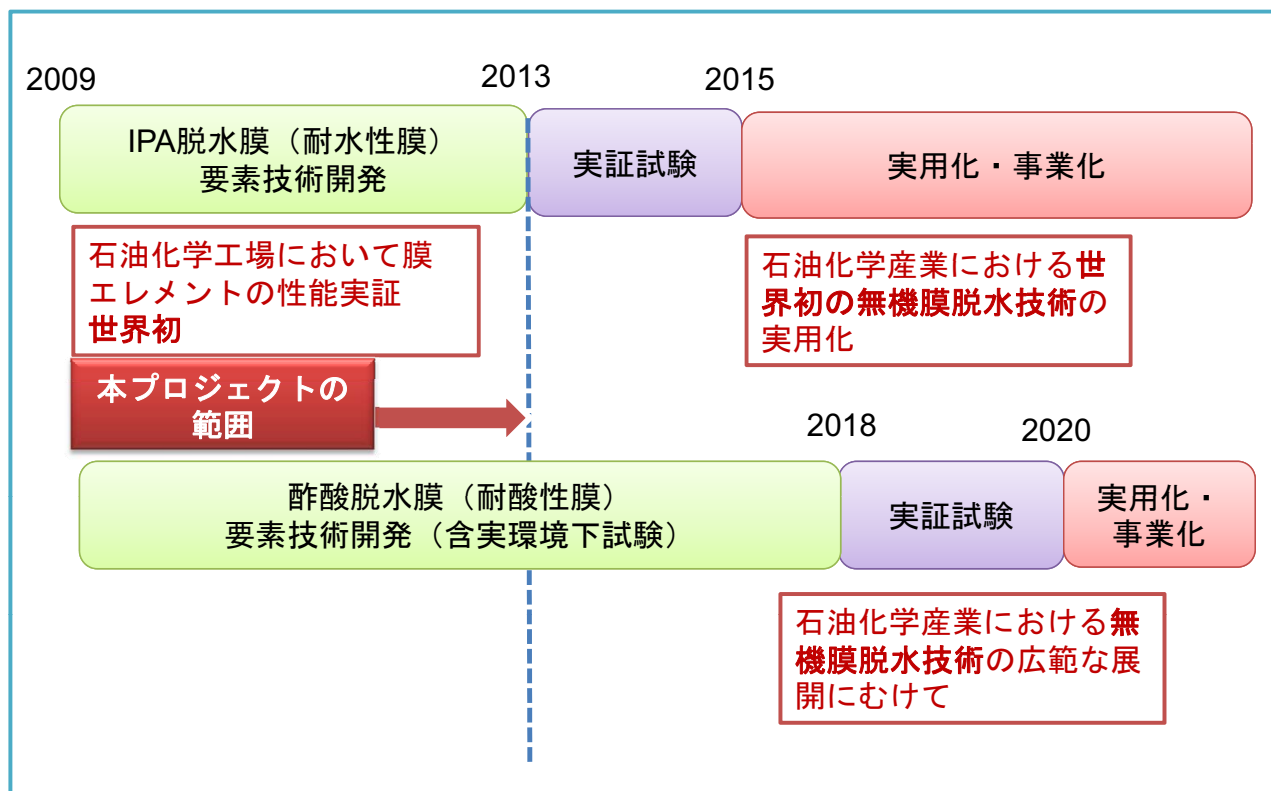 2009
2013
2015
IPA脱水膜（耐水性膜）
要素技術開発
実証試験
実用化・事業化
石油化学工場において膜
エレメントの性能実証
世界初
石油化学産業における世
界初の無機膜脱水技術の
実用化
本プロジェクトの
範囲
2018
2020
酢酸脱水膜（耐酸性膜）
要素技術開発（含実環境下試験）
実証試験
実用化・
事業化
石油化学産業における無
機膜脱水技術の広範な展
開にむけて